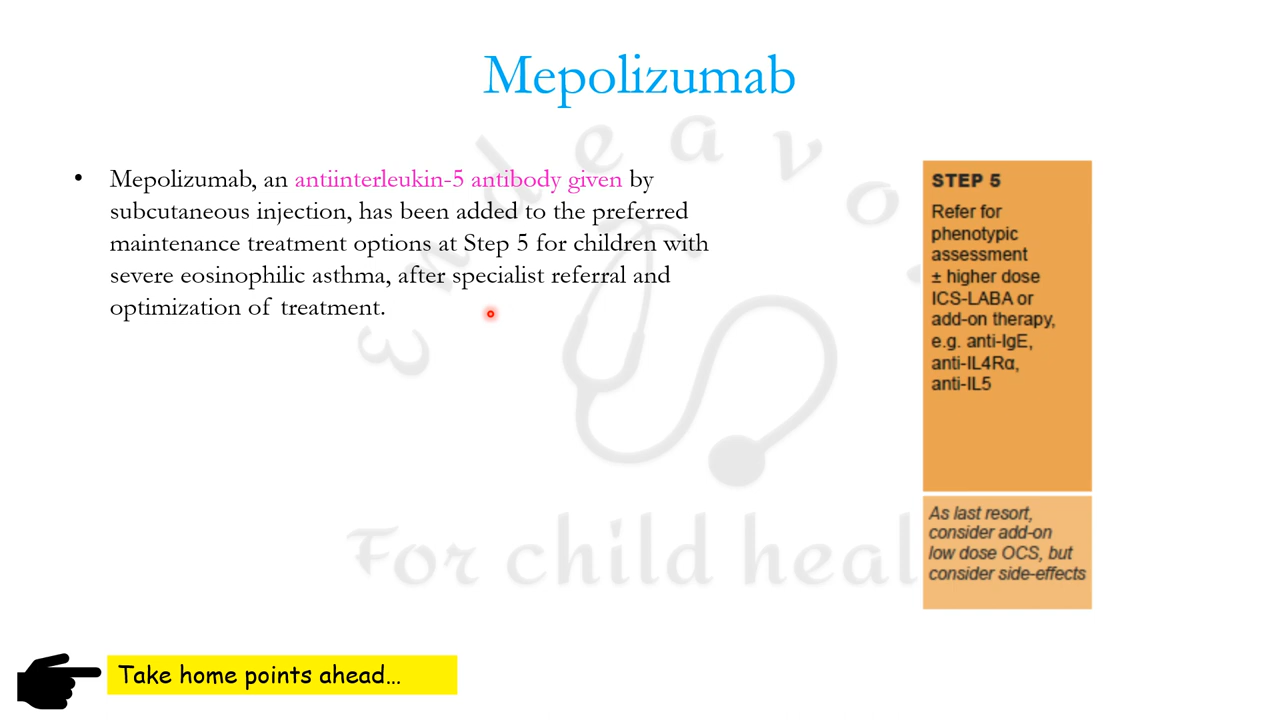 Mepolizumab
• Mepolizumab, an antiinterleukin-5 antibody given by
subcutaneous injection, has been added to the preferred
maintenance treatment options at Step 5 for children with
severe eosinophilic asthma, after specialist referral and
optimization of treatment.
STEP 5
Refer for
phenotypic
assessment
± higher dose
ICS-LABA or
add-on therapy,
e.g. anti-IgE,
anti-IL4Rα,
anti-IL5
As last resort,
consider add-on
low dose OCS, but
consider side-effects
Endeavo
For child heal
Take home points ahead...